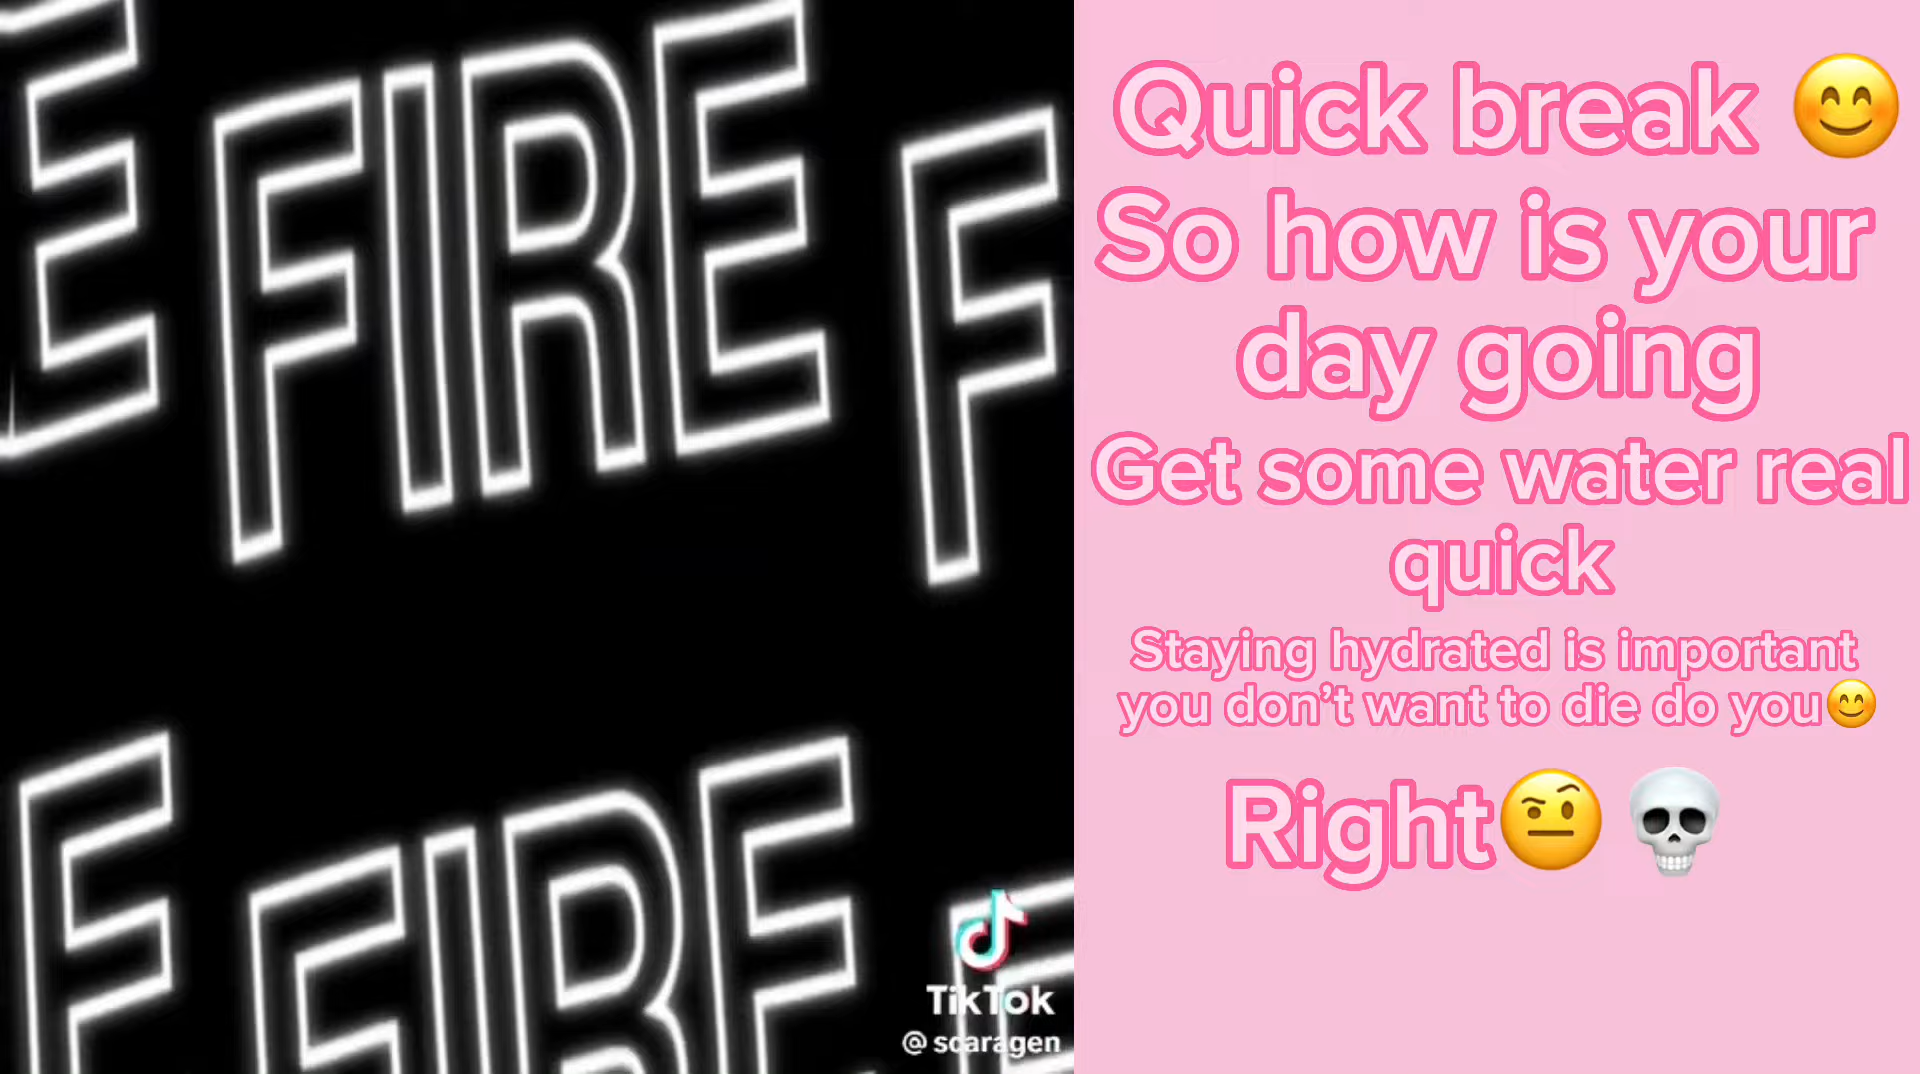 E FIRE F
E FIRE F
TikTok
@scaragen
Quick break 😊
So how is your
day going
Get some water real
quick
Staying hydrated is important
you don't want to die do you😊
Right🤨💀